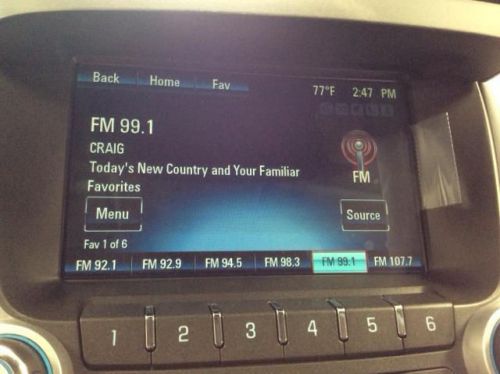 Back Home Fav 77°F 2:47 PM
FM 99.1
CRAIG
Today's New Country and Your Familiar
Favorites
FM
Menu Source
Fav 1 of 6
FM 92.1 FM 92.9 FM 94.5 FM 98.3 FM 99.1 FM 107.7
1 2 3 4 5 6